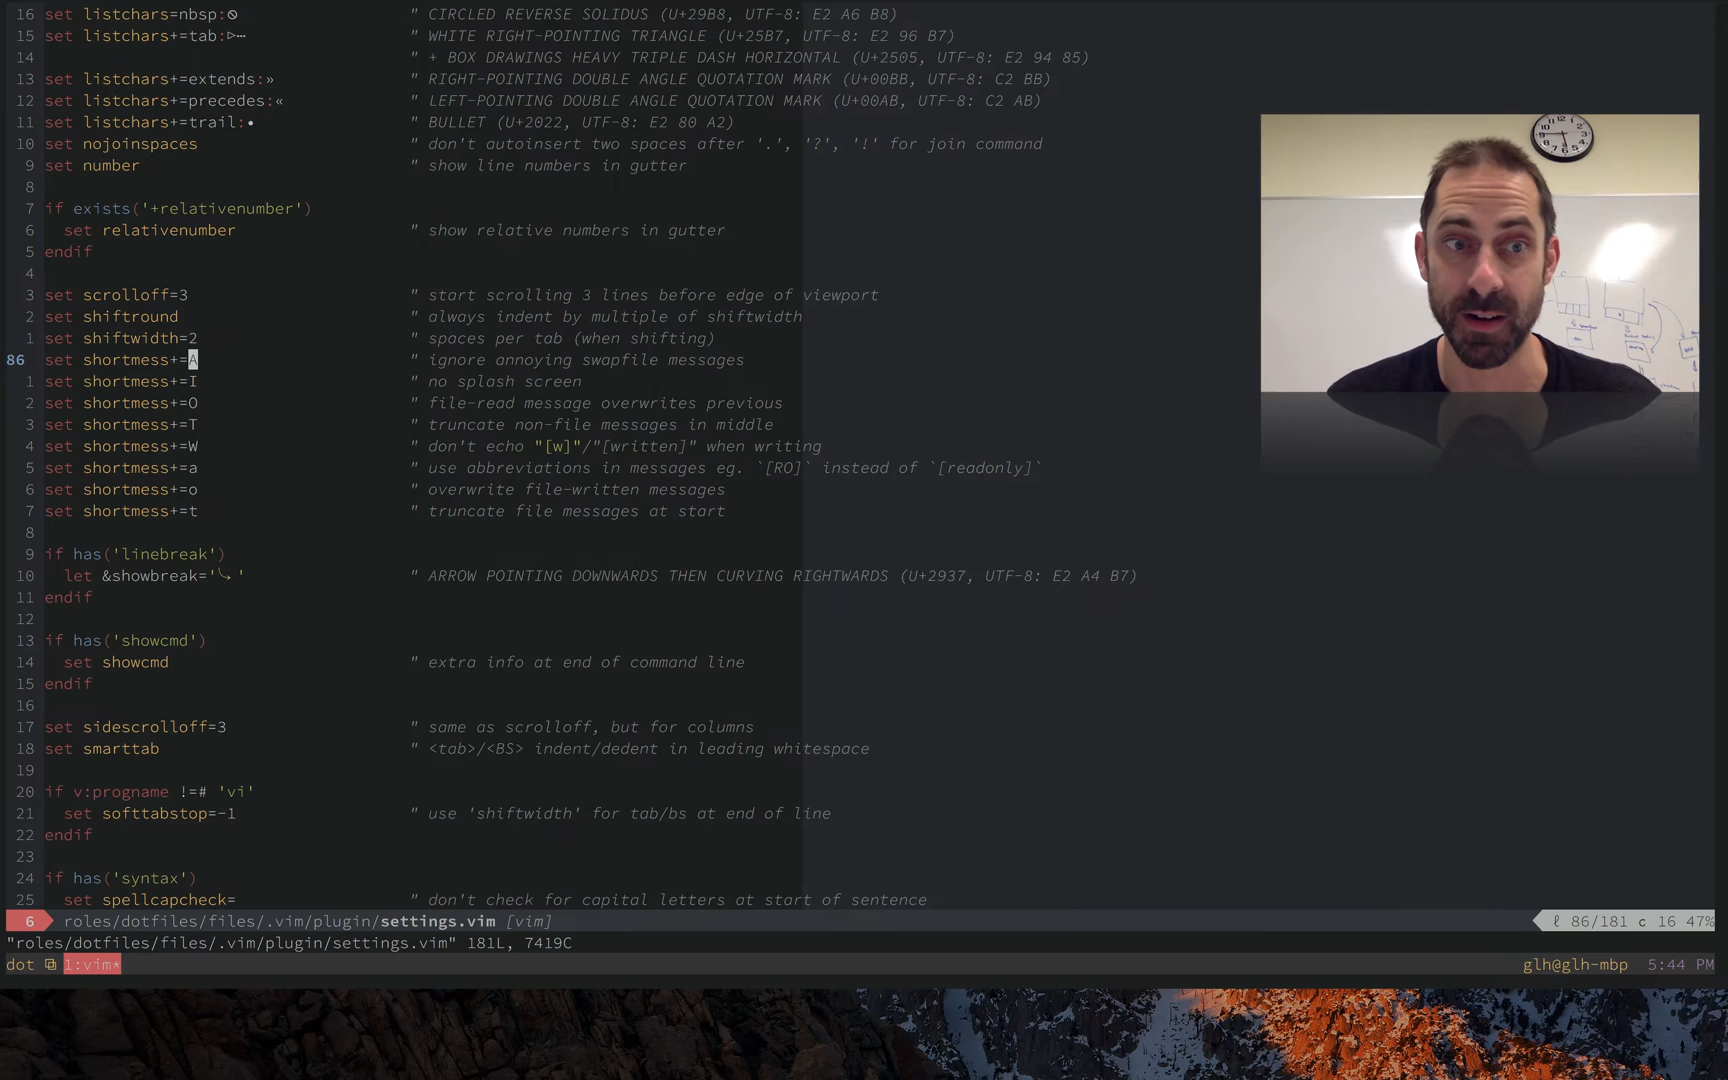 16 set listchars=nbsp:⦸ " CIRCLED REVERSE SOLIDUS (U+29B8, UTF-8: E2 A6 B8)
15 set listchars+=tab:▷┅ " WHITE RIGHT-POINTING TRIANGLE (U+25B7, UTF-8: E2 96 B7)
14 " + BOX DRAWINGS HEAVY TRIPLE DASH HORIZONTAL (U+2505, UTF-8: E2 94 85)
13 set listchars+=extends:» " RIGHT-POINTING DOUBLE ANGLE QUOTATION MARK (U+00BB, UTF-8: C2 BB)
12 set listchars+=precedes:« " LEFT-POINTING DOUBLE ANGLE QUOTATION MARK (U+00AB, UTF-8: C2 AB)
11 set listchars+=trail:• " BULLET (U+2022, UTF-8: E2 80 A2)
10 set nojoinspaces " don't autoinsert two spaces after '.', '?', '!' for join command
9 set number " show line numbers in gutter
8
7 if exists('+relativenumber')
6 set relativenumber " show relative numbers in gutter
5 endif
4
3 set scrolloff=3 " start scrolling 3 lines before edge of viewport
2 set shiftround " always indent by multiple of shiftwidth
1 set shiftwidth=2 " spaces per tab (when shifting)
86 set shortmess+=A " ignore annoying swapfile messages
1 set shortmess+=I " no splash screen
2 set shortmess+=O " file-read message overwrites previous
3 set shortmess+=T " truncate non-file messages in middle
4 set shortmess+=W " don't echo "[w]"/"[written]" when writing
5 set shortmess+=a " use abbreviations in messages eg. `[RO]` instead of `[readonly]`
6 set shortmess+=o " overwrite file-written messages
7 set shortmess+=t " truncate file messages at start
8
9 if has('linebreak')
10 let &showbreak='⤷ ' " ARROW POINTING DOWNWARDS THEN CURVING RIGHTWARDS (U+2937, UTF-8: E2 A4 B7)
11 endif
12
13 if has('showcmd')
14 set showcmd " extra info at end of command line
15 endif
16
17 set sidescrolloff=3 " same as scrolloff, but for columns
18 set smarttab " <tab>/<BS> indent/dedent in leading whitespace
19
20 if v:progname !=# 'vi'
21 set softtabstop=-1 " use 'shiftwidth' for tab/bs at end of line
22 endif
23
24 if has('syntax')
25 set spellcapcheck= " don't check for capital letters at start of sentence
6 roles/dotfiles/files/.vim/plugin/settings.vim [vim] ℓ 86/181 c 16 47%
"roles/dotfiles/files/.vim/plugin/settings.vim" 181L, 7419C
dot ⧉ 1:vim* glh@glh-mbp 5:44 PM